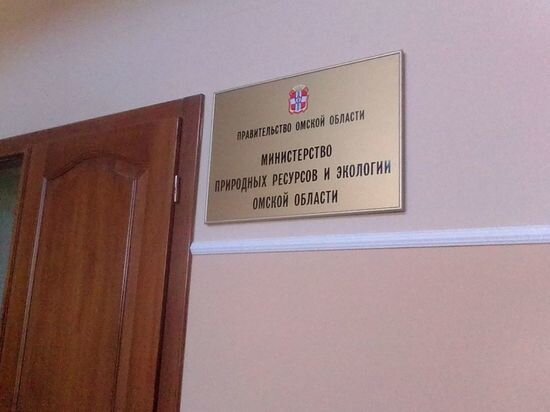 ПРАВИТЕЛЬСТВО ОМСКОЙ ОБЛАСТИ
МИНИСТЕРСТВО
ПРИРОДНЫХ РЕСУРСОВ И ЭКОЛОГИИ
ОМСКОЙ ОБЛАСТИ